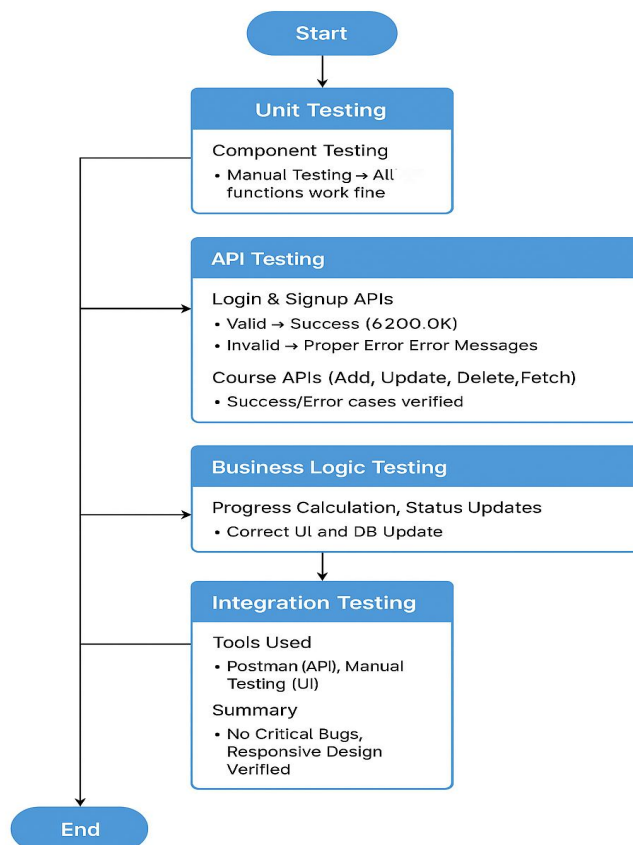 Start
Unit Testing
Component Testing
• Manual Testing → All
functions work fine
API Testing
Login & Signup APIs
• Valid → Success (6200.0K)
• Invalid → Proper Error Error Messages
Course APIs (Add, Update, Delete,Fetch)
• Success/Error cases verified
Business Logic Testing
Progress Calculation, Status Updates
• Correct UI and DB Update
Integration Testing
Tools Used
• Postman (API), Manual
Testing (UI)
Summary
• No Critical Bugs,
Responsive Design
Verified
End